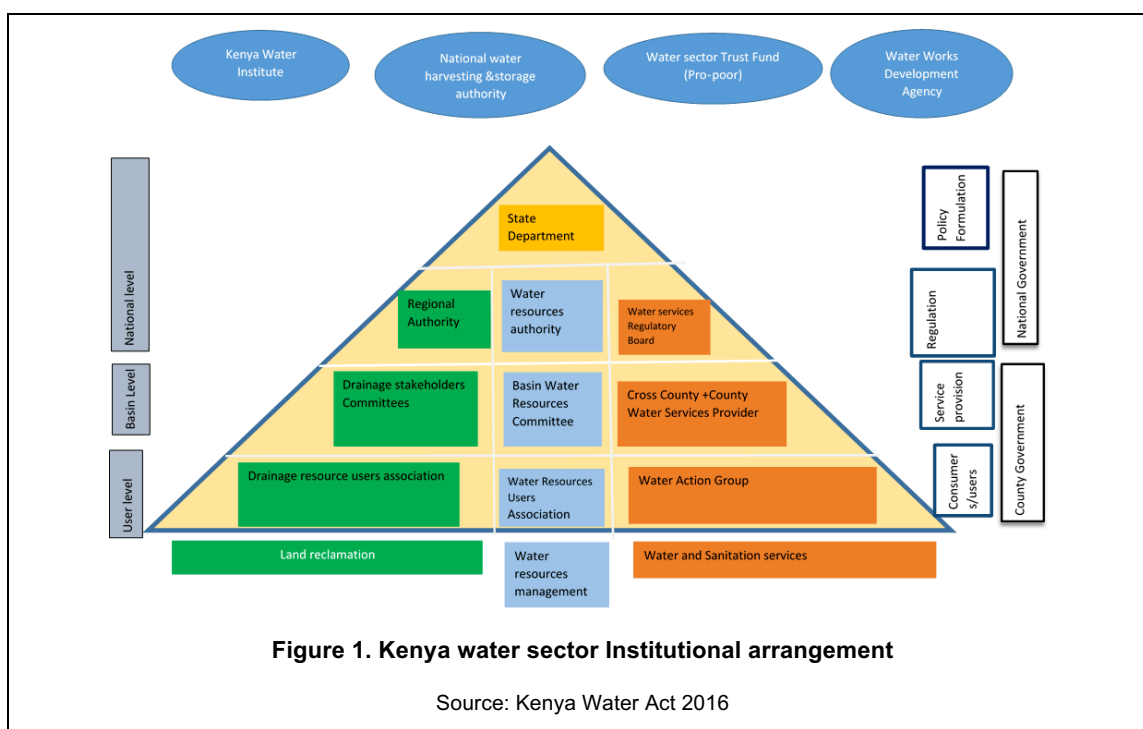 Kenya Water
Institute
National water
harvesting &storage
authority
Water sector Trust Fund
(Pro-poor)
Water Works
Development
Agency
National level
Basin Level
User level
State
Department
Regional
Authority
Water
resources
authority
Water services
Regulatory
Board
Drainage stakeholders
Committees
Basin Water
Resources
Committee
Cross County +County
Water Services Provider
Drainage resource users association
Water Resources
Users
Association
Water Action Group
Land reclamation
Water
resources
management
Water and Sanitation services
Policy
Formulation
Regulation
Service
provision
Consumer
s/users
National Government
County Government
Figure 1. Kenya water sector Institutional arrangement
Source: Kenya Water Act 2016